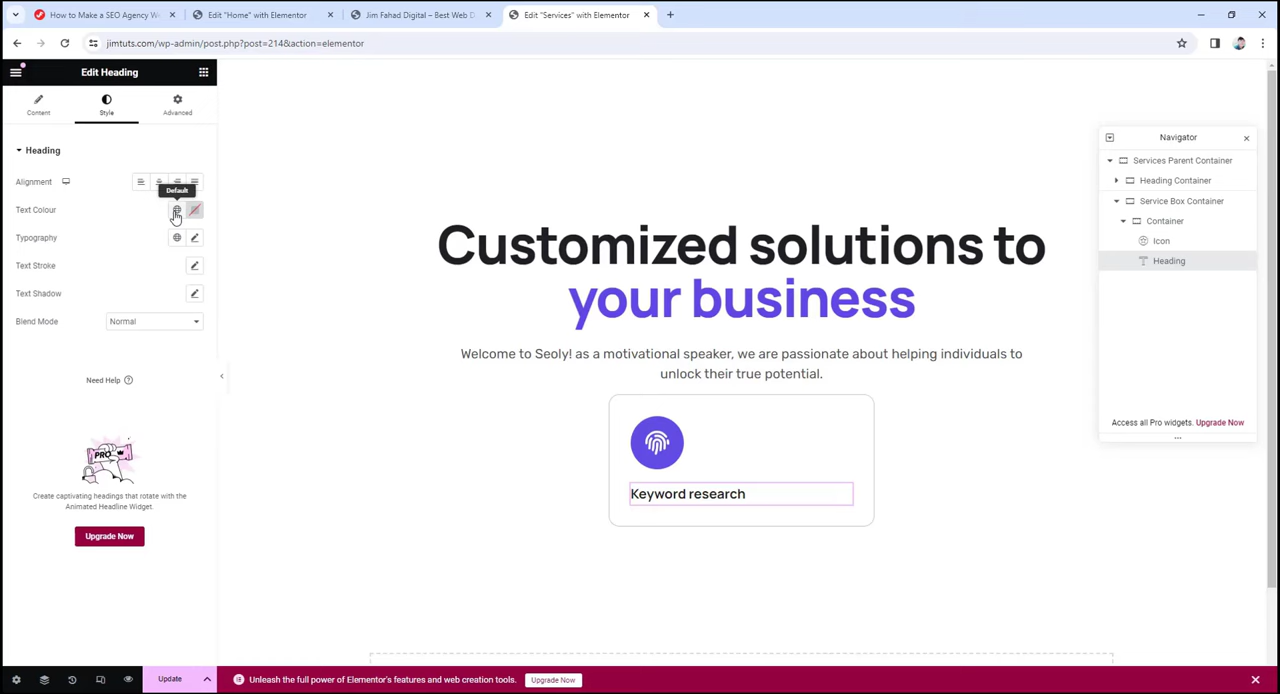 How to Make a SEO Agency W
Edit "Home" with Elementor
Jim Fahad Digital – Best Web D
Edit "Services" with Elementor
jimtuts.com/wp-admin/post.php?post=214&action=elementor
Edit Heading
Content
Style
Advanced
Heading
Alignment
Default
Text Colour
Typography
Text Stroke
Text Shadow
Blend Mode
Normal
Need Help
PRO
Create captivating headings that rotate with the
Animated Headline Widget.
Upgrade Now
Customized solutions to
your business
Welcome to Seoly! as a motivational speaker, we are passionate about helping individuals to
unlock their true potential.
Keyword research
Navigator
Services Parent Container
Heading Container
Service Box Container
Container
Icon
Heading
Access all Pro widgets. Upgrade Now
Update
Unleash the full power of Elementor's features and web creation tools.
Upgrade Now